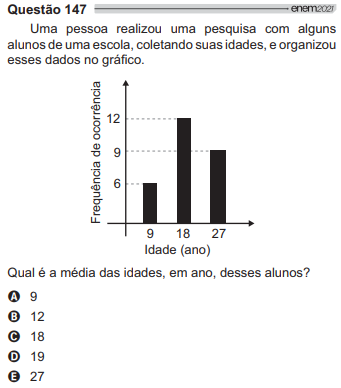 Questão 147 enem2021
Uma pessoa realizou uma pesquisa com alguns
alunos de uma escola, coletando suas idades, e organizou
esses dados no gráfico.
Frequência de ocorrência
12
9
6
9 18 27
Idade (ano)
Qual é a média das idades, em ano, desses alunos?
A 9
B 12
C 18
D 19
E 27